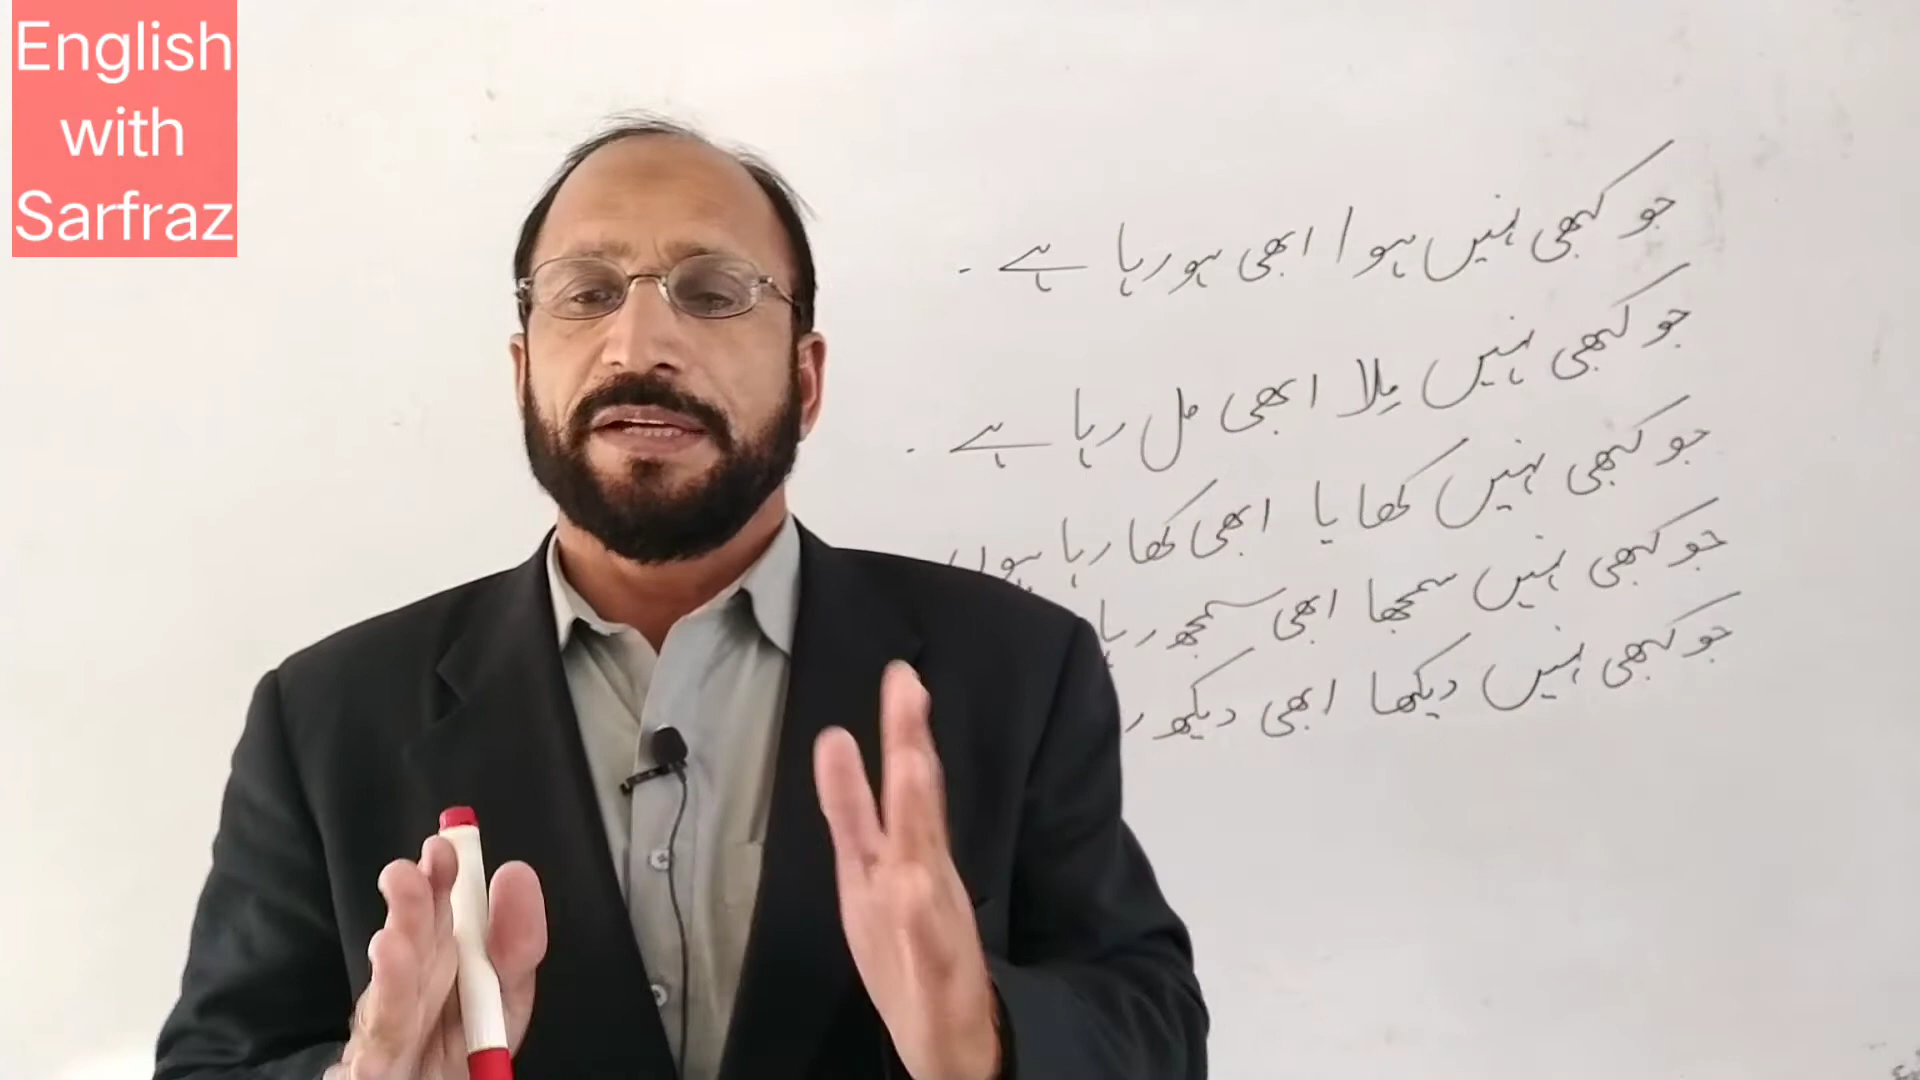 English
with
Sarfraz
جو کبھی نہیں ہوا ابھی ہو رہا ہے ۔
جو کبھی نہیں مِلا ابھی مل رہا ہے ۔
جو کبھی نہیں کھایا ابھی کھا رہا ہوں
جو کبھی نہیں سمجھا ابھی سمجھ رہا
جو کبھی نہیں دیکھا ابھی دیکھ ر